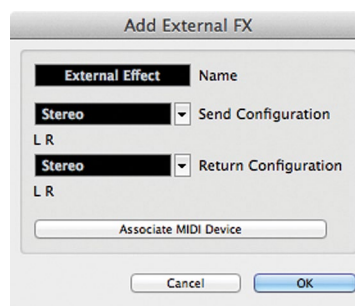 Add External FX
External Effect Name
Stereo Send Configuration
L R
Stereo Return Configuration
L R
Associate MIDI Device
Cancel OK